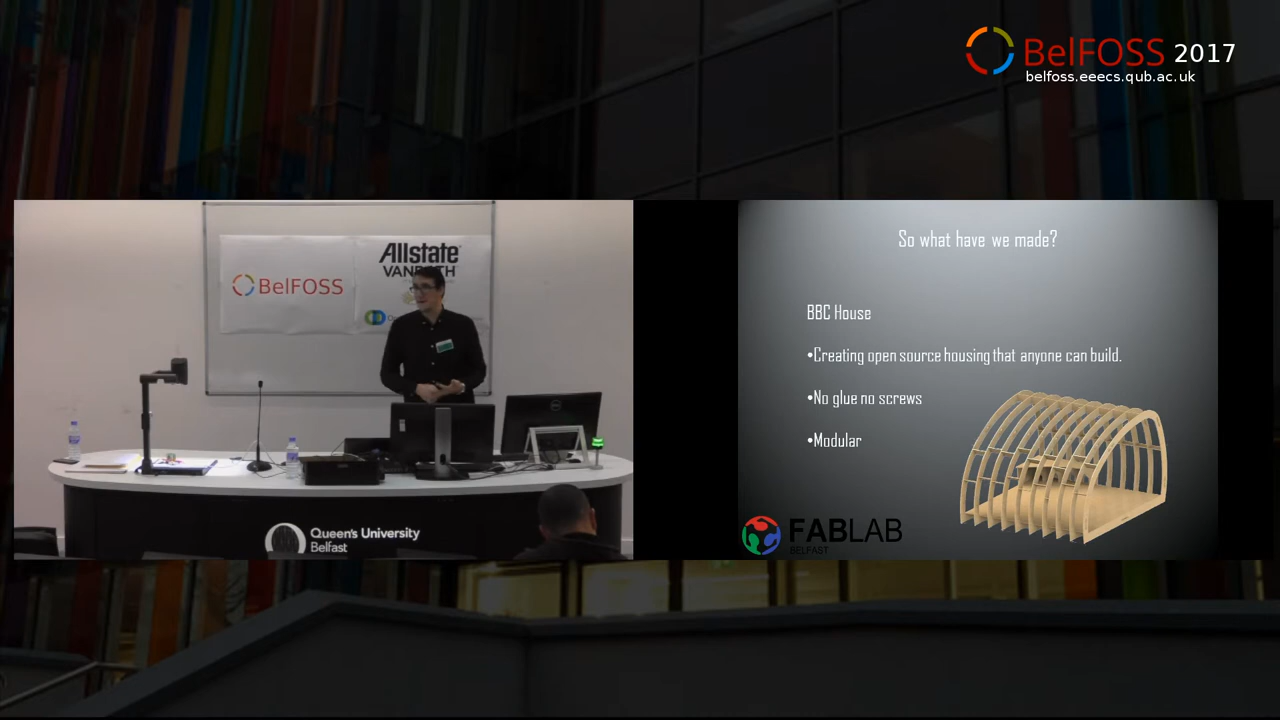 BelFOSS 2017
belfoss.eeecs.qub.ac.uk
BelFOSS
Allstate
So what have we made?
BBC House
•Creating open source housing that anyone can build.
•No glue no screws
•Modular
FABLAB
BELFAST
Queen's University
Belfast